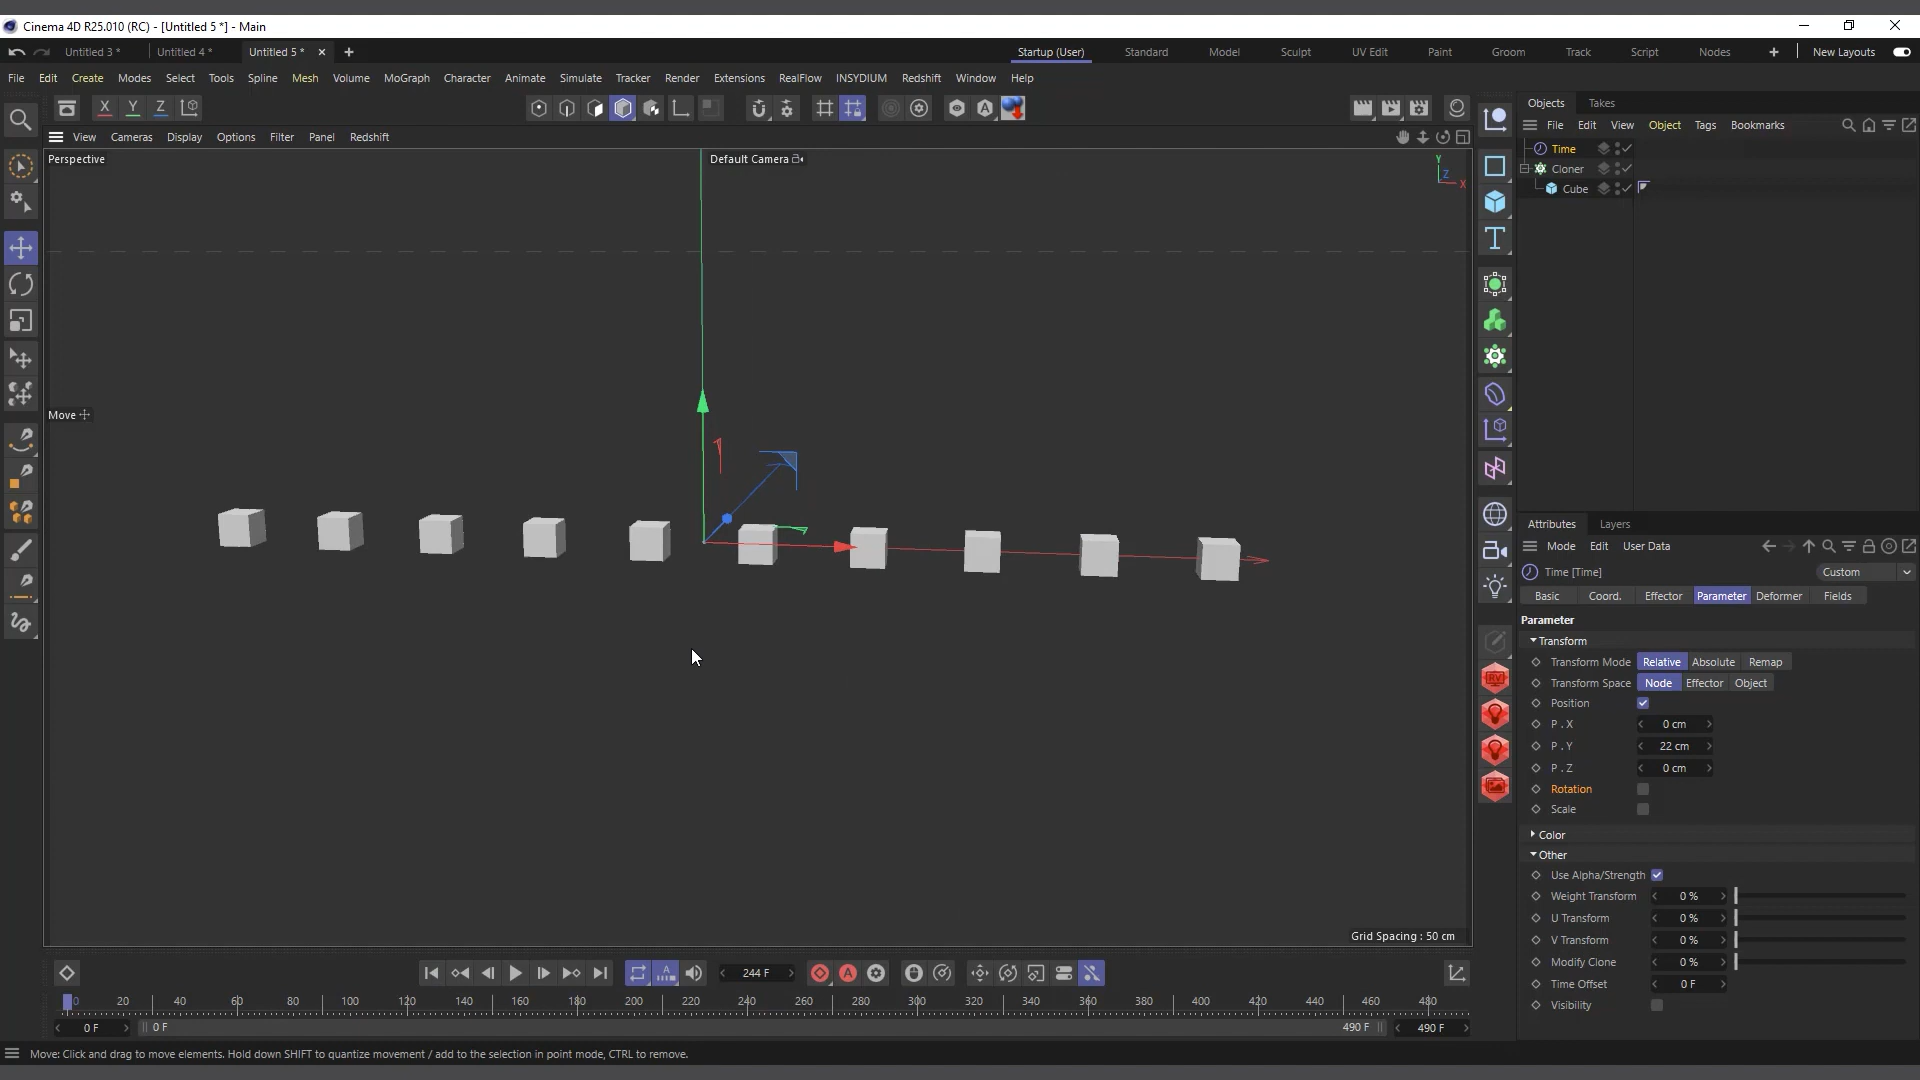 Cinema 4D R25.010 (RC) - [Untitled 5 *] - Main
Untitled 3 * Untitled 4 * Untitled 5 * × +
Startup (User) Standard Model Sculpt UV Edit Paint Groom Track Script Nodes + New Layouts
File Edit Create Modes Select Tools Spline Mesh Volume MoGraph Character Animate Simulate Tracker Render Extensions RealFlow INSYDIUM Redshift Window Help
X Y Z
View Cameras Display Options Filter Panel Redshift
Perspective
Default Camera
Y
Z
X
Move
Grid Spacing : 50 cm
Objects Takes
File Edit View Object Tags Bookmarks
Time
Cloner
Cube
Attributes Layers
Mode Edit User Data
Time [Time]
Custom
Basic Coord. Effector Parameter Deformer Fields
Parameter
Transform
Transform Mode Relative Absolute Remap
Transform Space Node Effector Object
Position
P . X 0 cm
P . Y 22 cm
P . Z 0 cm
Rotation
Scale
Color
Other
Use Alpha/Strength
Weight Transform 0 %
U Transform 0 %
V Transform 0 %
Modify Clone 0 %
Time Offset 0 F
Visibility
244 F
0 20 40 60 80 100 120 140 160 180 200 220 240 260 280 300 320 340 360 380 400 420 440 460 480
0 F 0 F 490 F 490 F
Move: Click and drag to move elements. Hold down SHIFT to quantize movement / add to the selection in point mode, CTRL to remove.